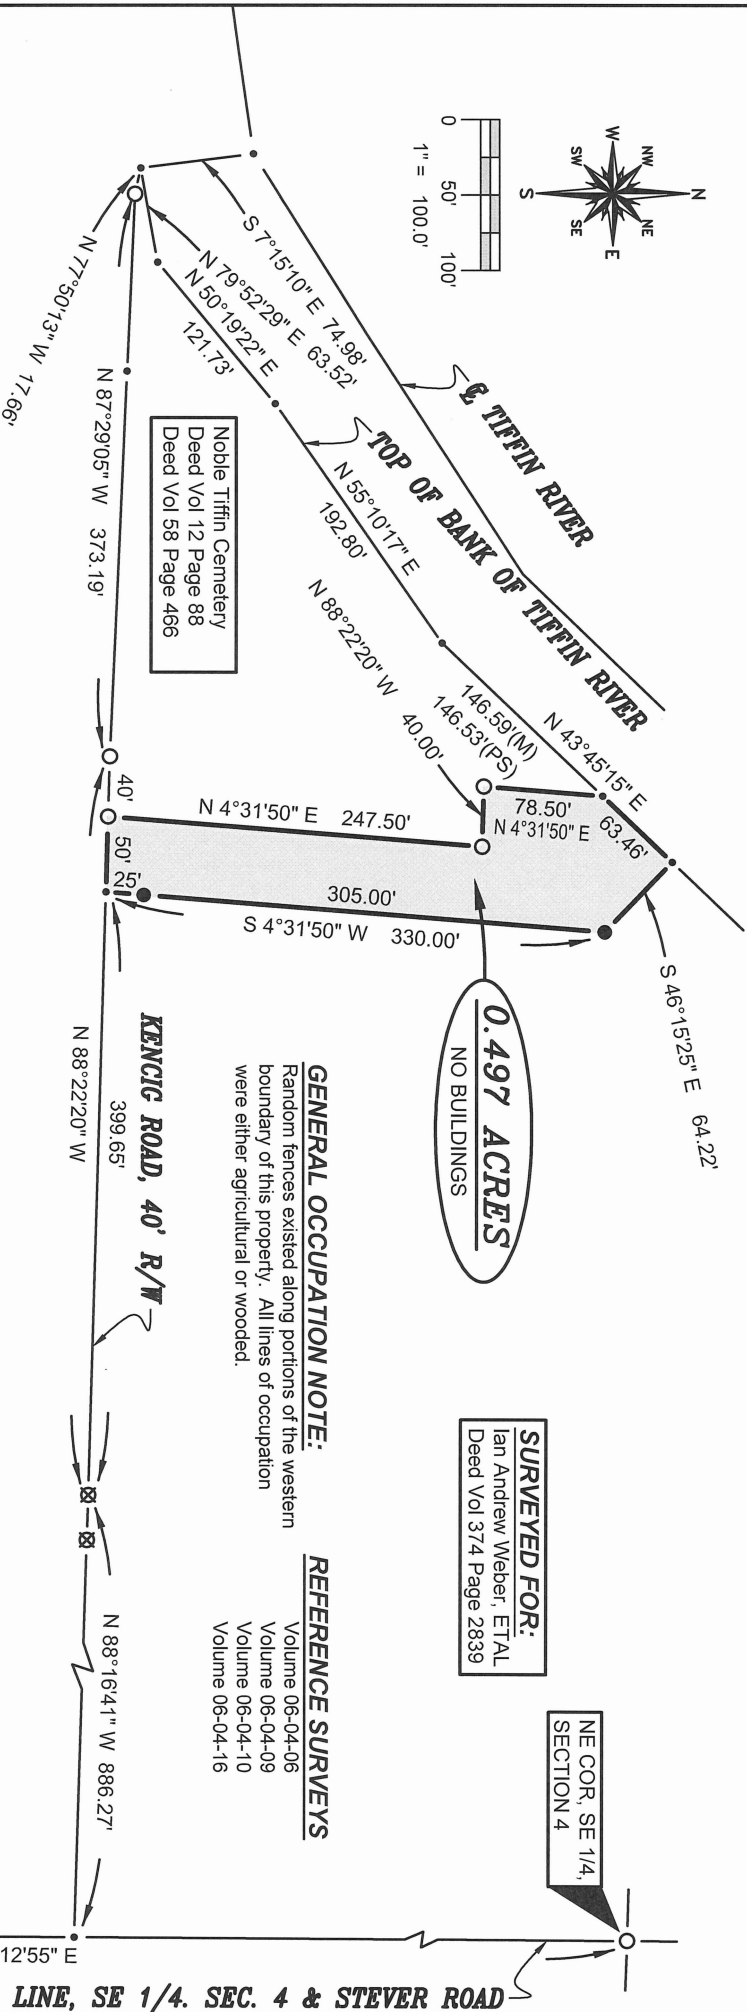 N
NW
NE
W
E
SW
SE
S
0 50' 100'
1" = 100.0'
℄ TIFFIN RIVER
TOP OF BANK OF TIFFIN RIVER
S 7°15'10" E 74.98'
N 79°52'29" E 63.52'
N 50°19'22" E
121.73'
N 55°10'17" E
192.80'
N 77°50'13" W 17.66'
N 87°29'05" W 373.19'
Noble Tiffin Cemetery
Deed Vol 12 Page 88
Deed Vol 58 Page 466
N 88°22'20" W 40.00'
146.59'(M)
146.53'(PS)
N 43°45'15" E
63.46'
78.50'
N 4°31'50" E
N 4°31'50" E 247.50'
40'
50'
25'
305.00'
S 4°31'50" W 330.00'
S 46°15'25" E 64.22'
0.497 ACRES
NO BUILDINGS
KENCIG ROAD, 40' R/W
399.65'
N 88°22'20" W
GENERAL OCCUPATION NOTE:
Random fences existed along portions of the western
boundary of this property. All lines of occupation
were either agricultural or wooded.
SURVEYED FOR:
Ian Andrew Weber, ETAL
Deed Vol 374 Page 2839
REFERENCE SURVEYS
Volume 06-04-06
Volume 06-04-09
Volume 06-04-10
Volume 06-04-16
NE COR, SE 1/4,
SECTION 4
N 88°16'41" W 886.27'
12'55" E
LINE, SE 1/4. SEC. 4 & STEVER ROAD